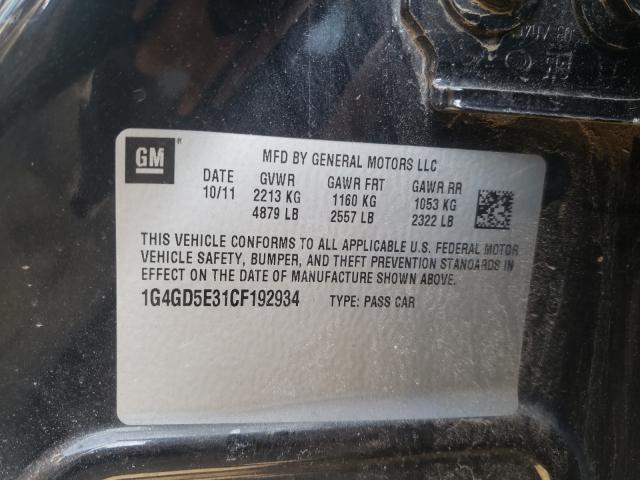 GM
MFD BY GENERAL MOTORS LLC
DATE GVWR GAWR FRT GAWR RR
10/11 2213 KG 1160 KG 1053 KG
4879 LB 2557 LB 2322 LB
THIS VEHICLE CONFORMS TO ALL APPLICABLE U.S. FEDERAL MOTOR
VEHICLE SAFETY, BUMPER, AND THEFT PREVENTION STANDARDS IN
EFFECT ON THE DATE OF MANUFACTURE SHOWN ABOVE.
1G4GD5E31CF192934 TYPE: PASS CAR